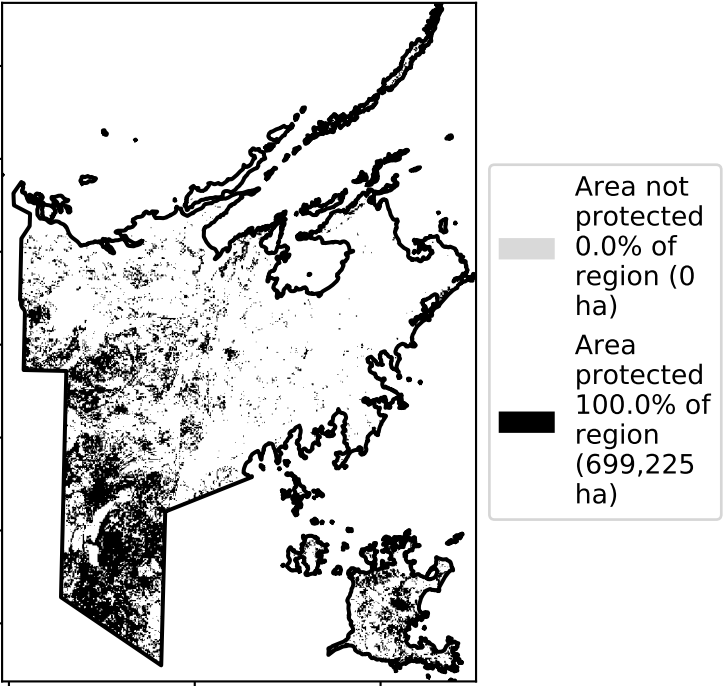 Area not
protected
0.0% of
region (0
ha)
Area
protected
100.0% of
region
(699,225
ha)